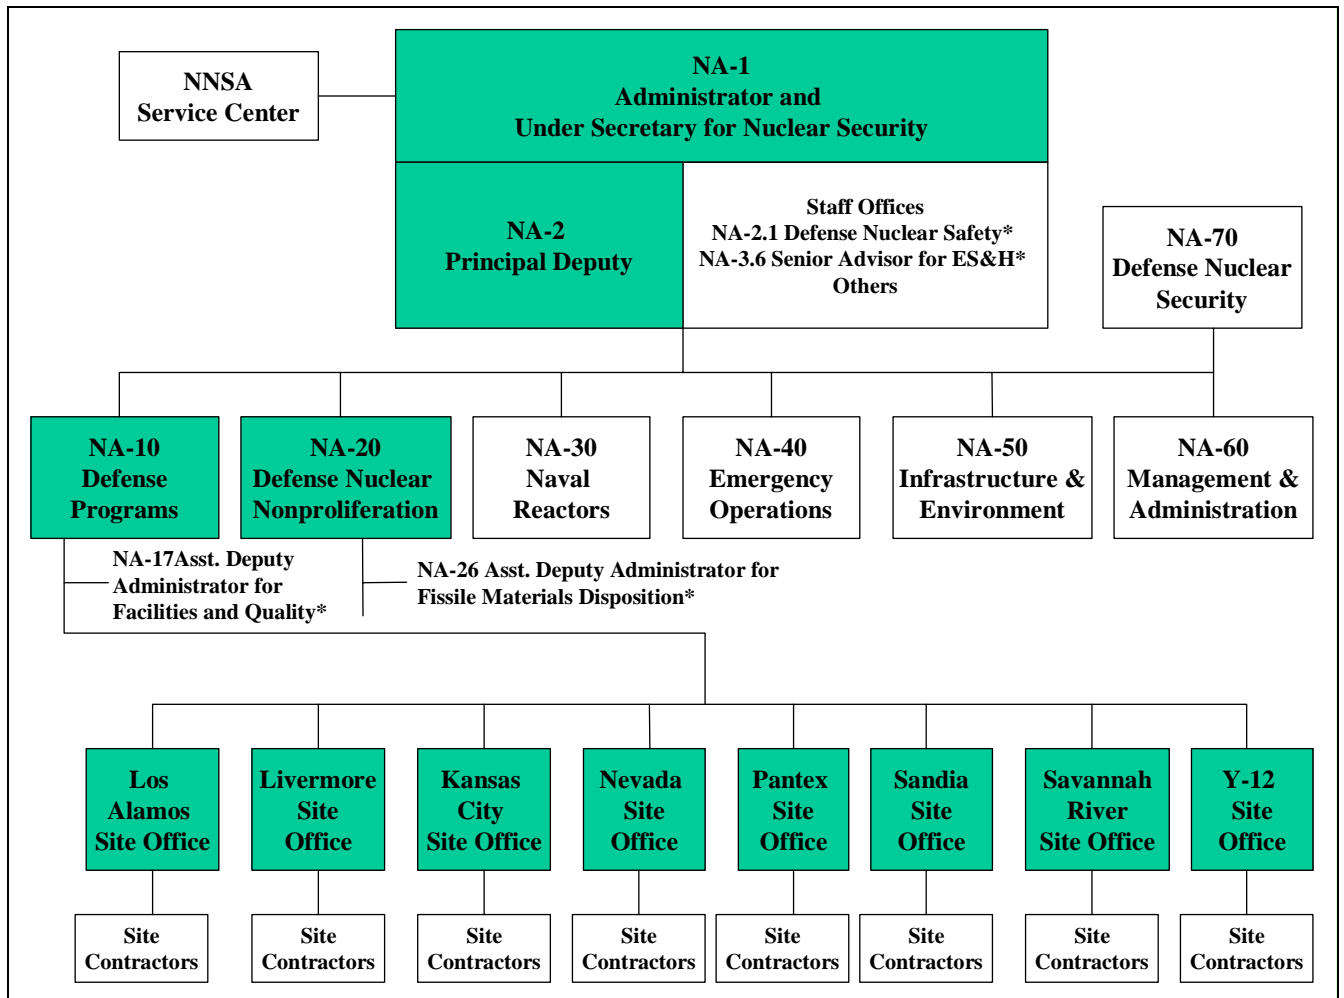 NNSA
Service Center
NA-1
Administrator and
Under Secretary for Nuclear Security
NA-2
Principal Deputy
Staff Offices
NA-2.1 Defense Nuclear Safety*
NA-3.6 Senior Advisor for ES&H*
Others
NA-70
Defense Nuclear
Security
NA-10
Defense
Programs
NA-20
Defense Nuclear
Nonproliferation
NA-30
Naval
Reactors
NA-40
Emergency
Operations
NA-50
Infrastructure &
Environment
NA-60
Management &
Administration
NA-17Asst. Deputy
Administrator for
Facilities and Quality*
NA-26 Asst. Deputy Administrator for
Fissile Materials Disposition*
Los
Alamos
Site Office
Livermore
Site
Office
Kansas
City
Site Office
Nevada
Site
Office
Pantex
Site
Office
Sandia
Site
Office
Savannah
River
Site Office
Y-12
Site
Office
Site
Contractors
Site
Contractors
Site
Contractors
Site
Contractors
Site
Contractors
Site
Contractors
Site
Contractors
Site
Contractors